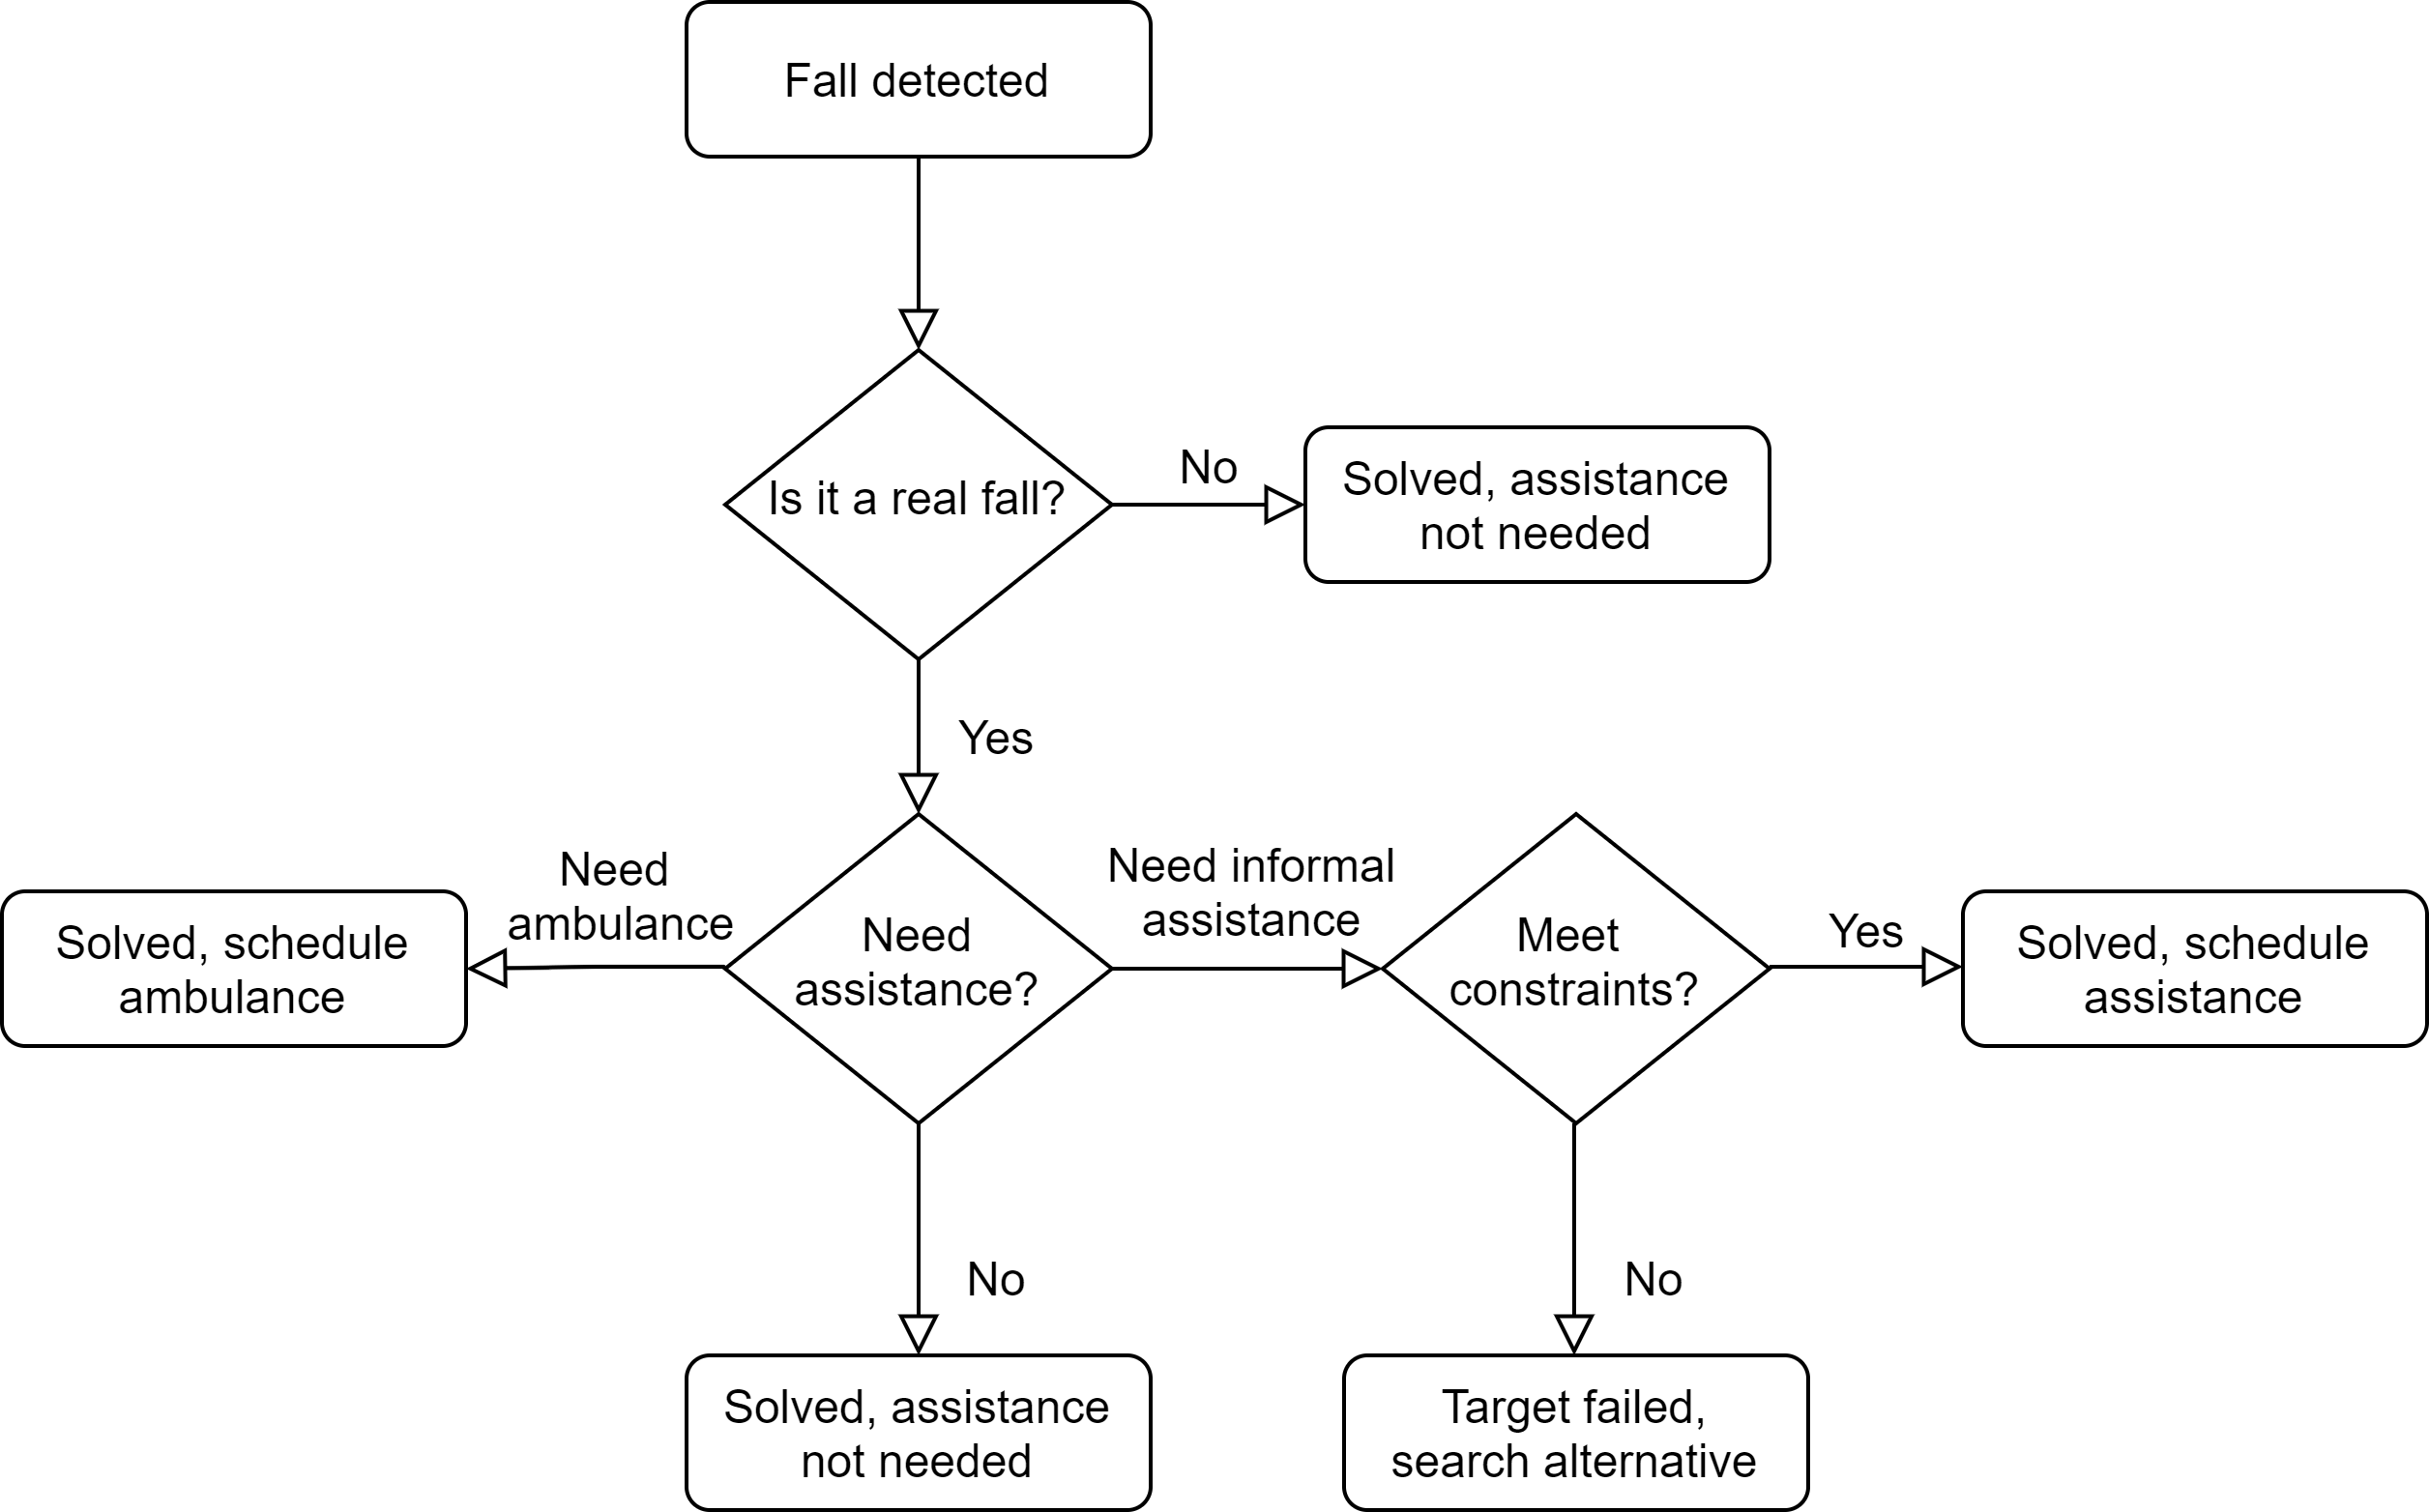 Fall detected
Is it a real fall?
No
Solved, assistance
not needed
Yes
Need
ambulance
Solved, schedule
ambulance
Need
assistance?
Need informal
assistance
Meet
constraints?
Yes
Solved, schedule
assistance
No
Solved, assistance
not needed
No
Target failed,
search alternative